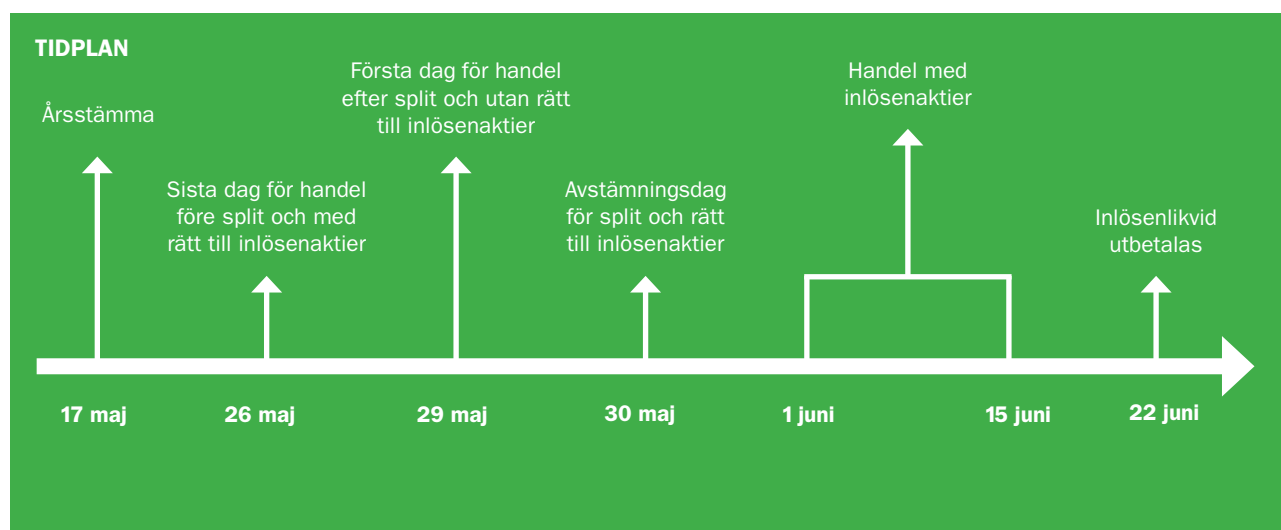 TIDPLAN
Årsstämma
Sista dag för handel
före split och med
rätt till inlösenaktier
Första dag för handel
efter split och utan rätt
till inlösenaktier
Avstämningsdag
för split och rätt
till inlösenaktier
Handel med
inlösenaktier
Inlösenlikvid
utbetalas
17 maj
26 maj
29 maj
30 maj
1 juni
15 juni
22 juni